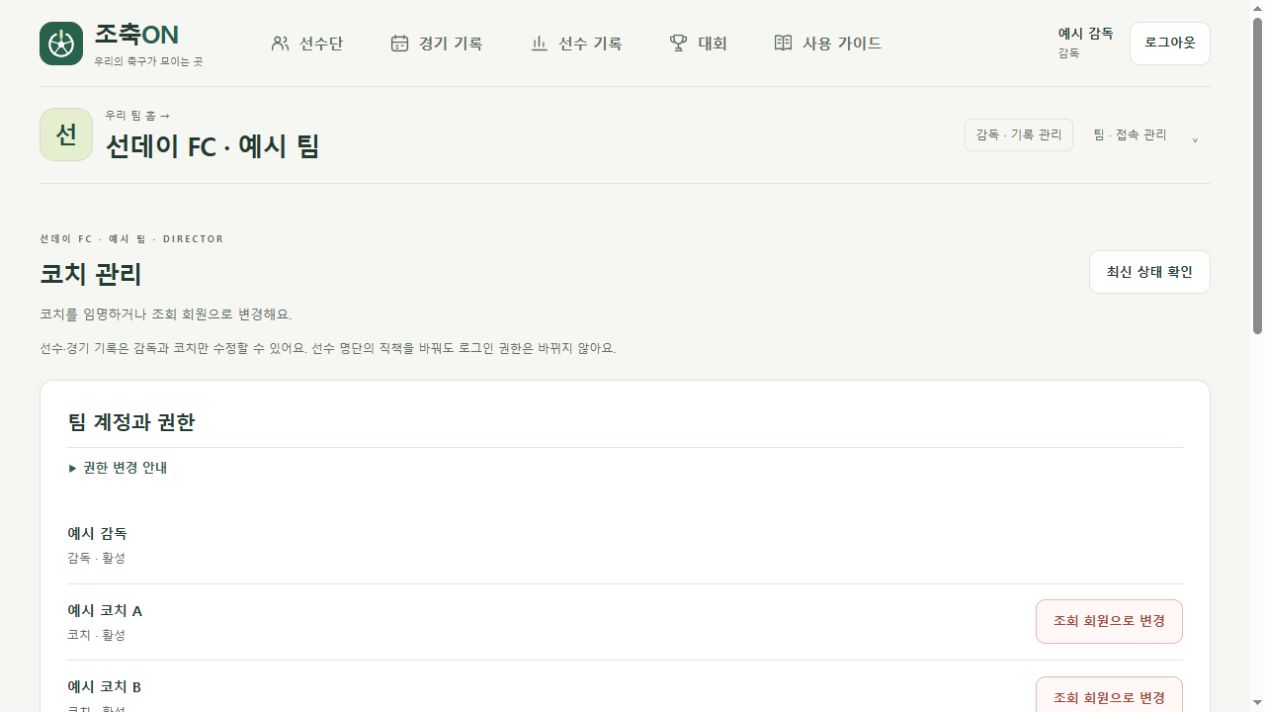 조축ON
우리의 축구가 모이는 곳
선수단
경기 기록
선수 기록
대회
사용 가이드
예시 감독
감독
로그아웃
선
우리 팀 홈 →
선데이 FC · 예시 팀
감독 · 기록 관리
팀 · 접속 관리
선데이 FC · 예시 팀 · DIRECTOR
코치 관리
최신 상태 확인
코치를 임명하거나 조회 회원으로 변경해요.
선수·경기 기록은 감독과 코치만 수정할 수 있어요. 선수 명단의 직책을 바꿔도 로그인 권한은 바뀌지 않아요.
팀 계정과 권한
▶ 권한 변경 안내
예시 감독
감독 · 활성
예시 코치 A
코치 · 활성
조회 회원으로 변경
예시 코치 B
코치 · 활성
조회 회원으로 변경